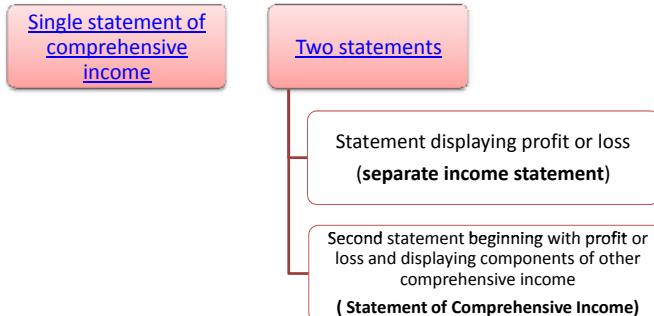 Single statement of
comprehensive
income
Two statements
Statement displaying profit or loss
(separate income statement)
Second statement beginning with profit or
loss and displaying components of other
comprehensive income
( Statement of Comprehensive Income)